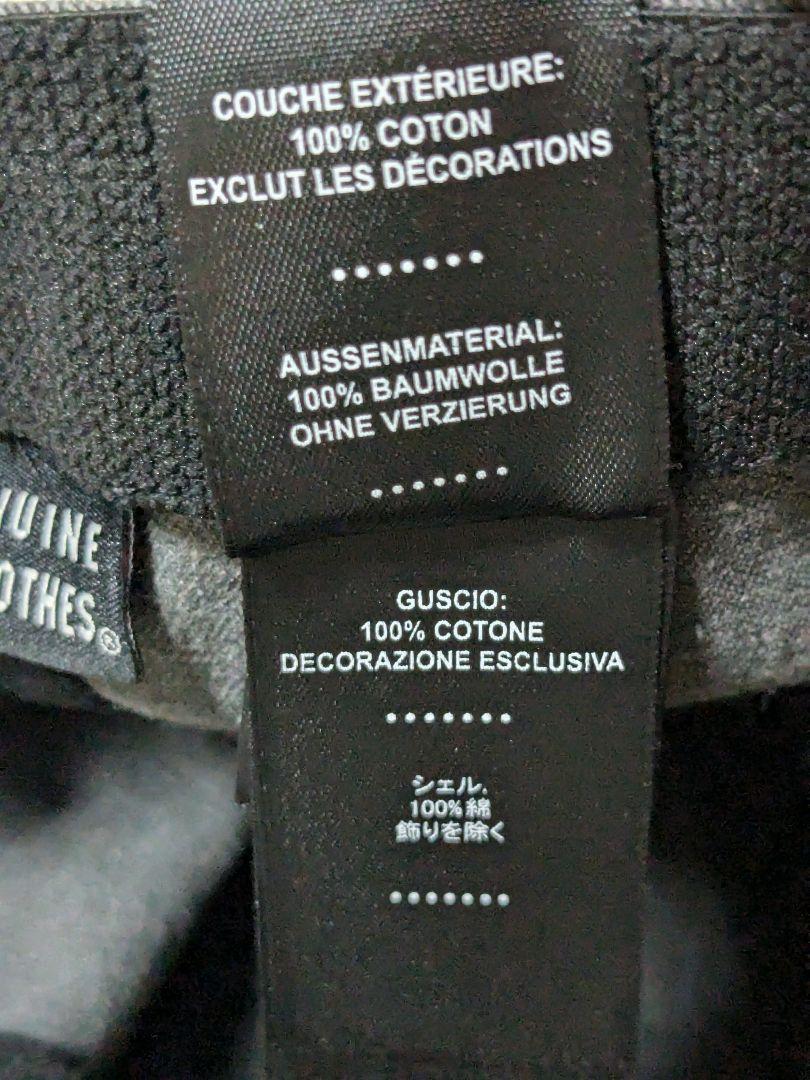 COUCHE EXTÉRIEURE:
100% COTON
EXCLUT LES DÉCORATIONS
AUSSENMATERIAL:
100% BAUMWOLLE
OHNE VERZIERUNG
GUSCIO:
100% COTONE
DECORAZIONE ESCLUSIVA
シェル.
100%綿
飾りを除く